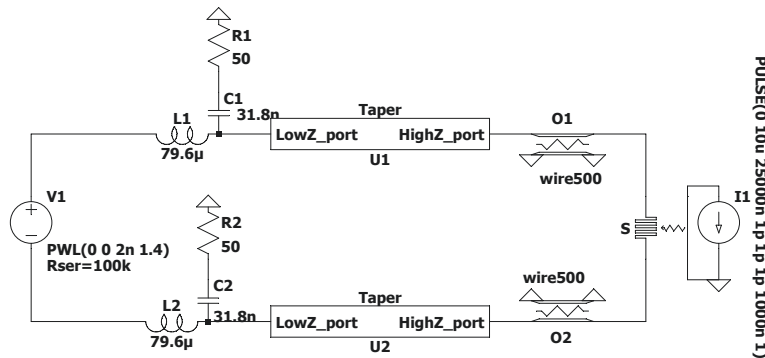 R1
50
C1
31.8n
L1
79.6µ
Taper
LowZ_port HighZ_port
U1
O1
wire500
V1
PWL(0 0 2n 1.4)
Rser=100k
R2
50
C2
31.8n
L2
79.6µ
Taper
LowZ_port HighZ_port
U2
wire500
O2
S
I1
PULSE(0 10u 25000n 1p 1p 1p 1000n 1)